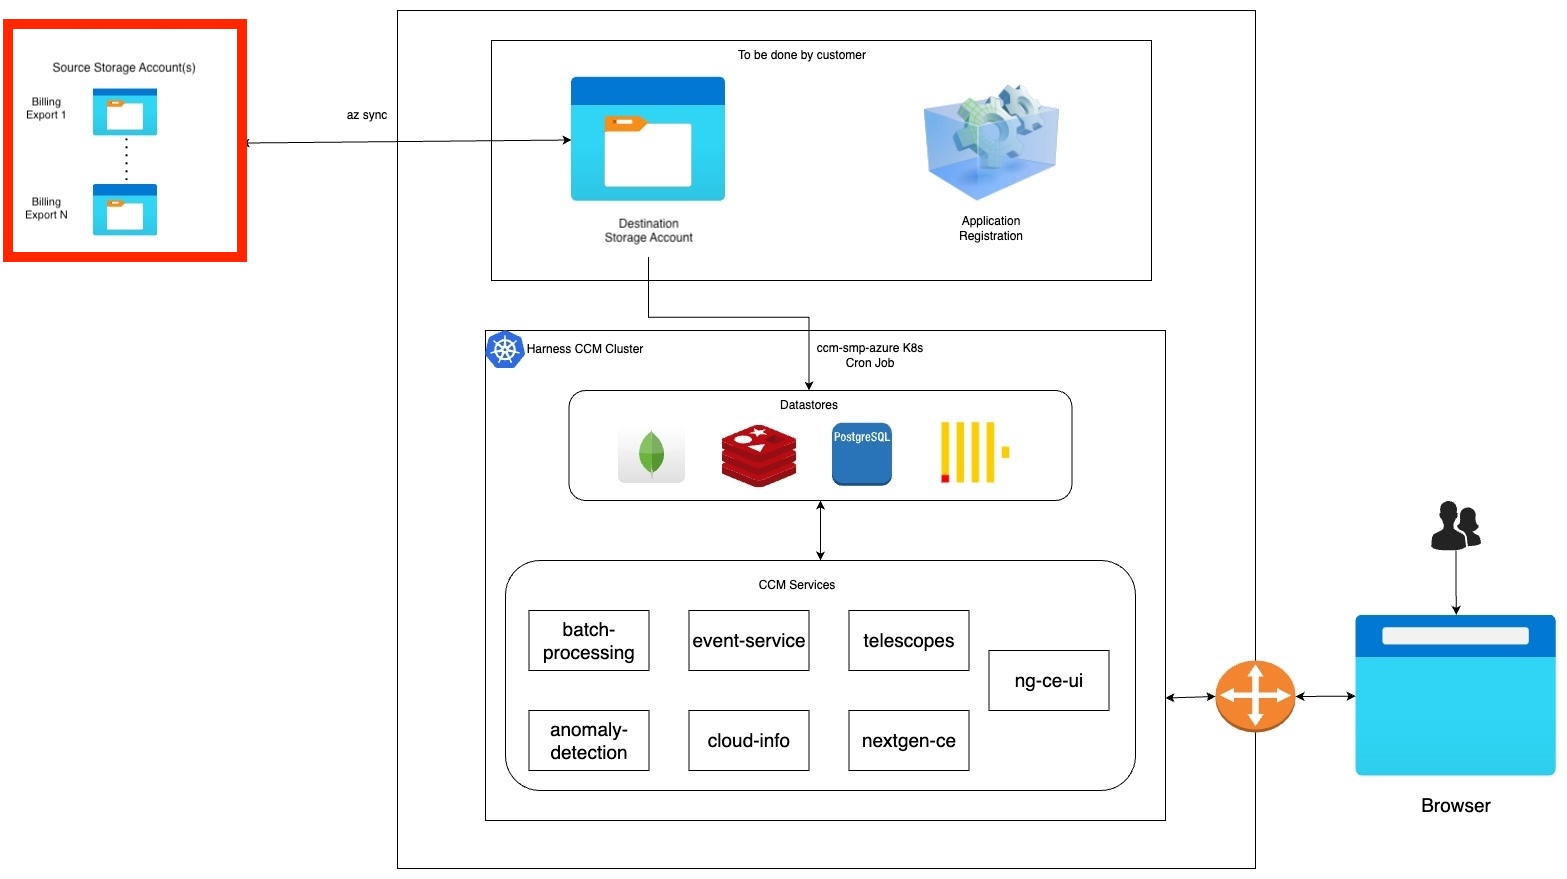 To be done by customer
Source Storage Account(s)
Billing
Export 1
Billing
Export N
az sync
Destination
Storage Account
Application
Registration
Harness CCM Cluster
ccm-smp-azure K8s
Cron Job
Datastores
PostgreSQL
CCM Services
batch-
processing
event-service
telescopes
ng-ce-ui
anomaly-
detection
cloud-info
nextgen-ce
Browser